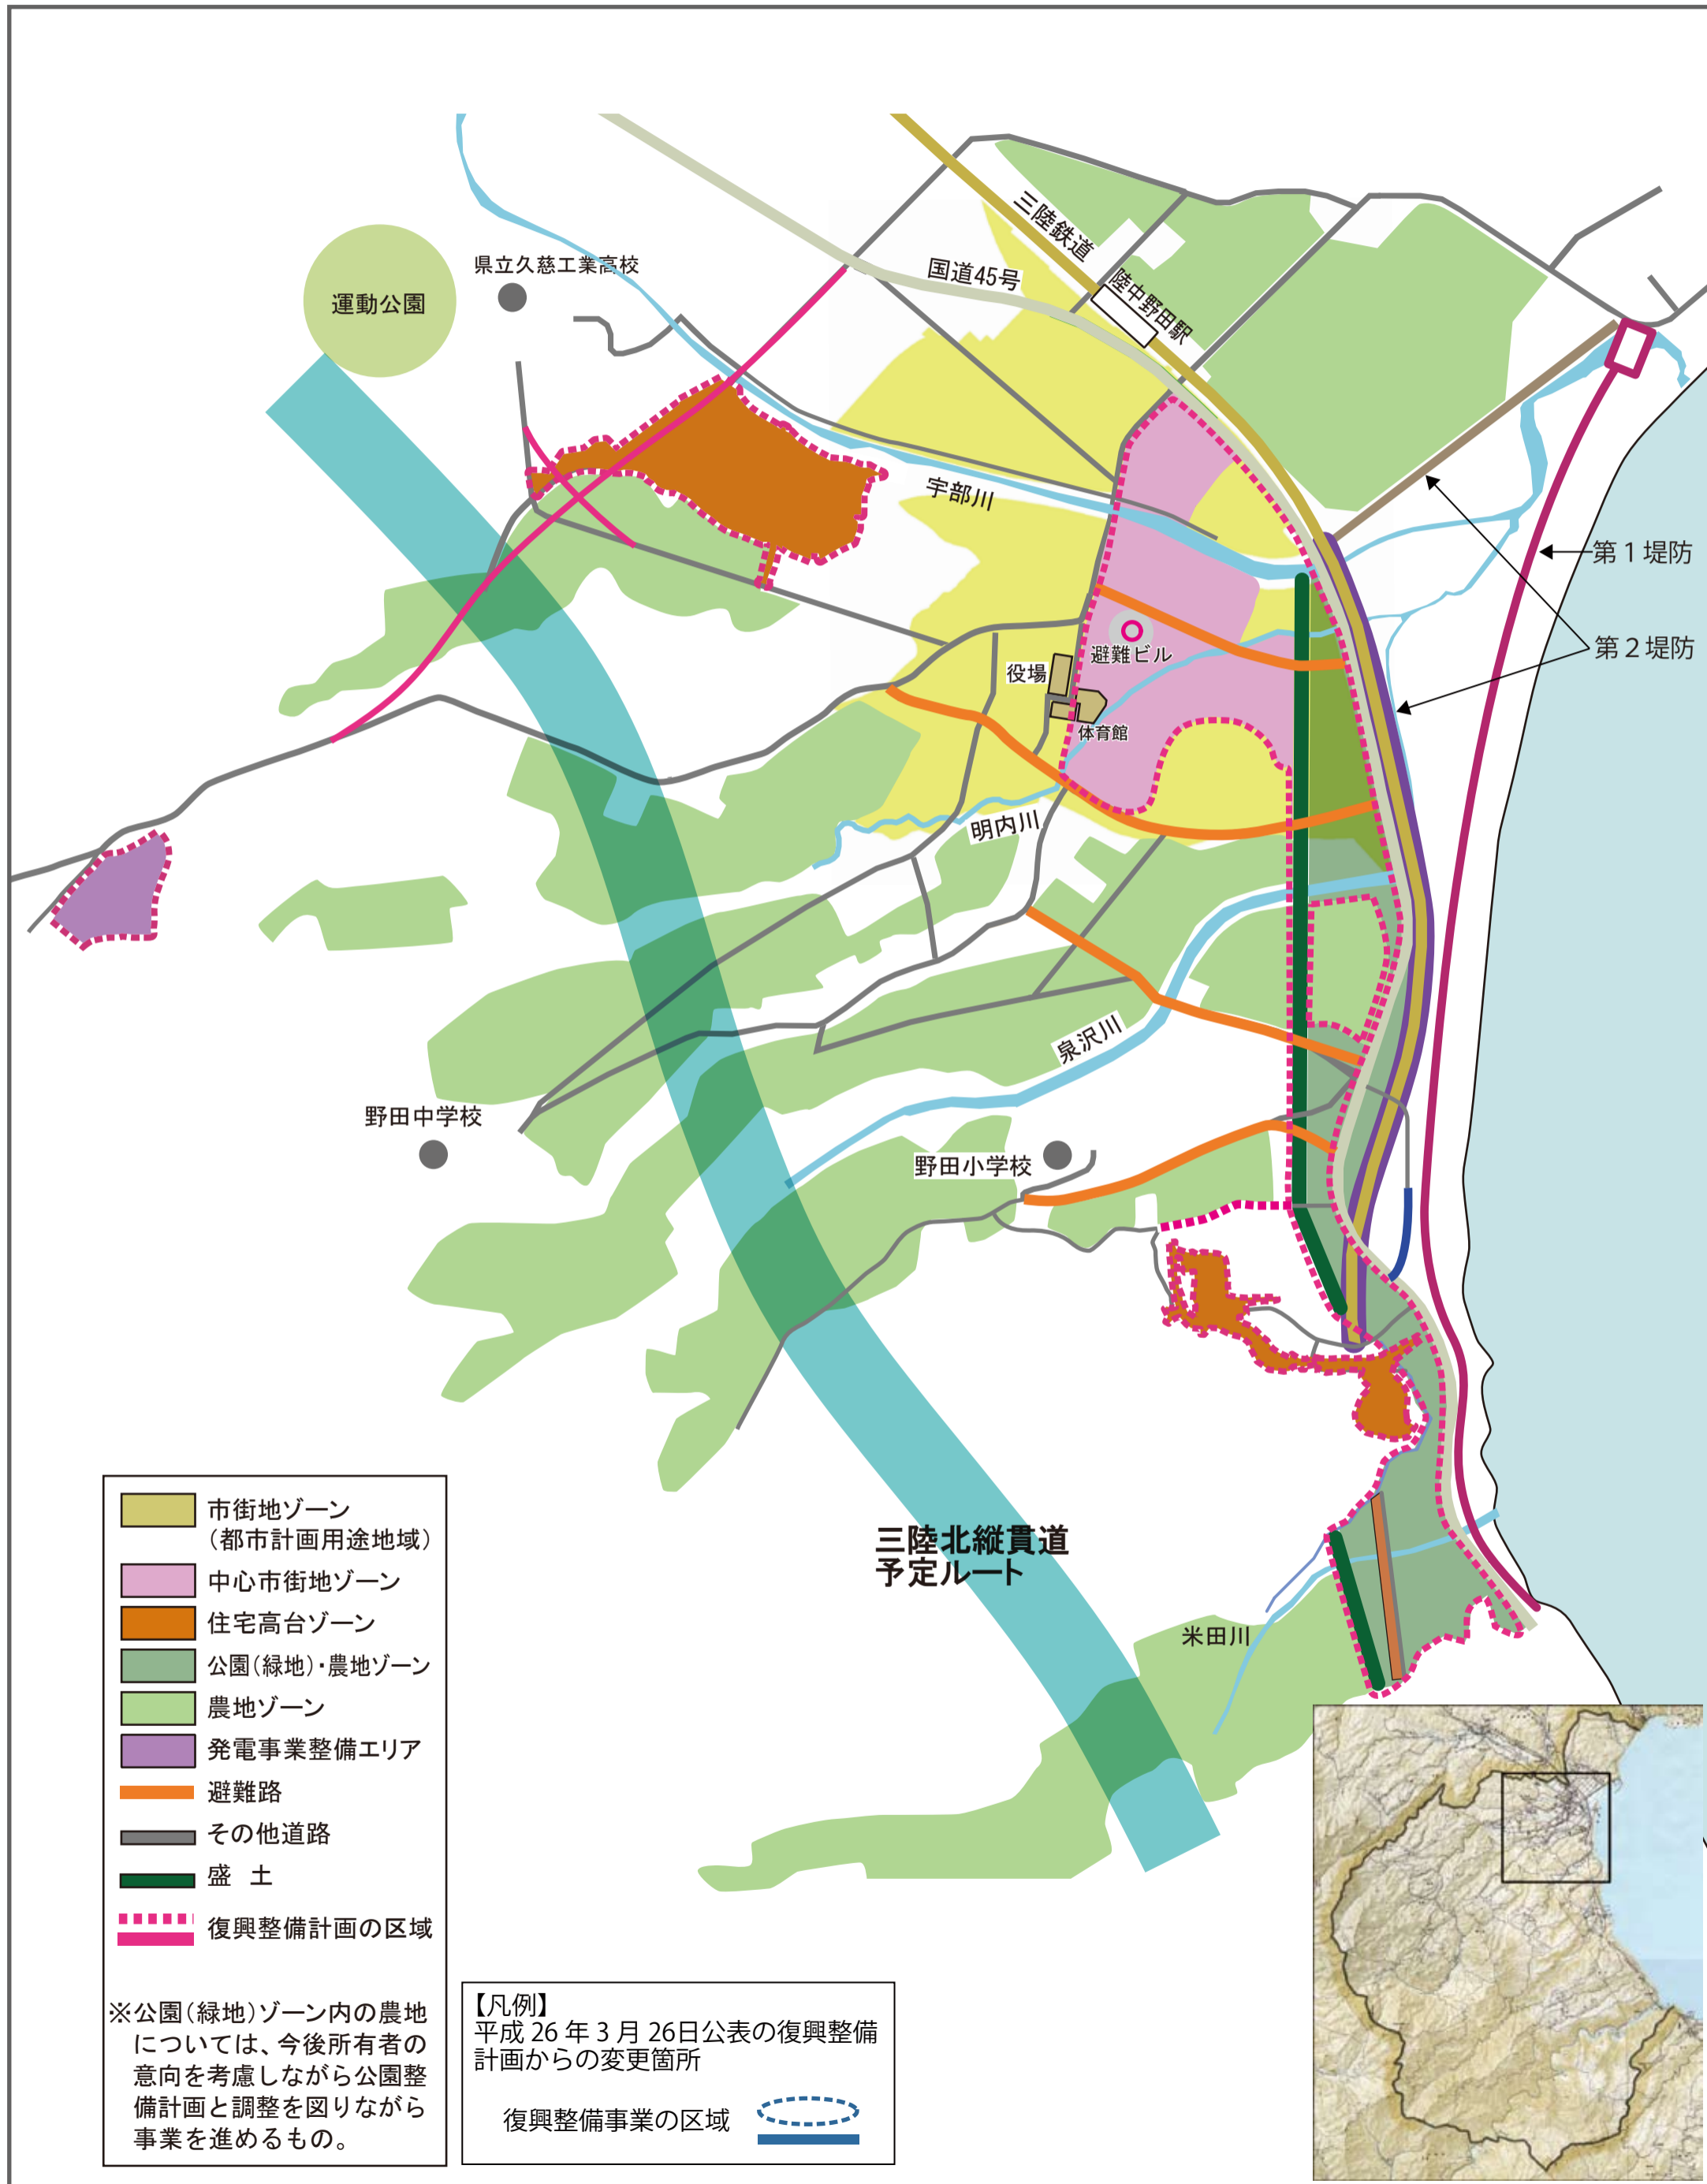 三陸鉄道
国道45号
陸中野田駅
県立久慈工業高校
運動公園
宇部川
第１堤防
第２堤防
避難ビル
役場
体育館
明内川
泉沢川
野田中学校
野田小学校
三陸北縦貫道
予定ルート
米田川
市街地ゾーン
（都市計画用途地域）
中心市街地ゾーン
住宅高台ゾーン
公園（緑地）・農地ゾーン
農地ゾーン
発電事業整備エリア
避難路
その他道路
盛　土
復興整備計画の区域
※公園（緑地）ゾーン内の農地
については、今後所有者の
意向を考慮しながら公園整
備計画と調整を図りながら
事業を進めるもの。
【凡例】
平成 26 年 3 月 26日公表の復興整備
計画からの変更箇所
復興整備事業の区域